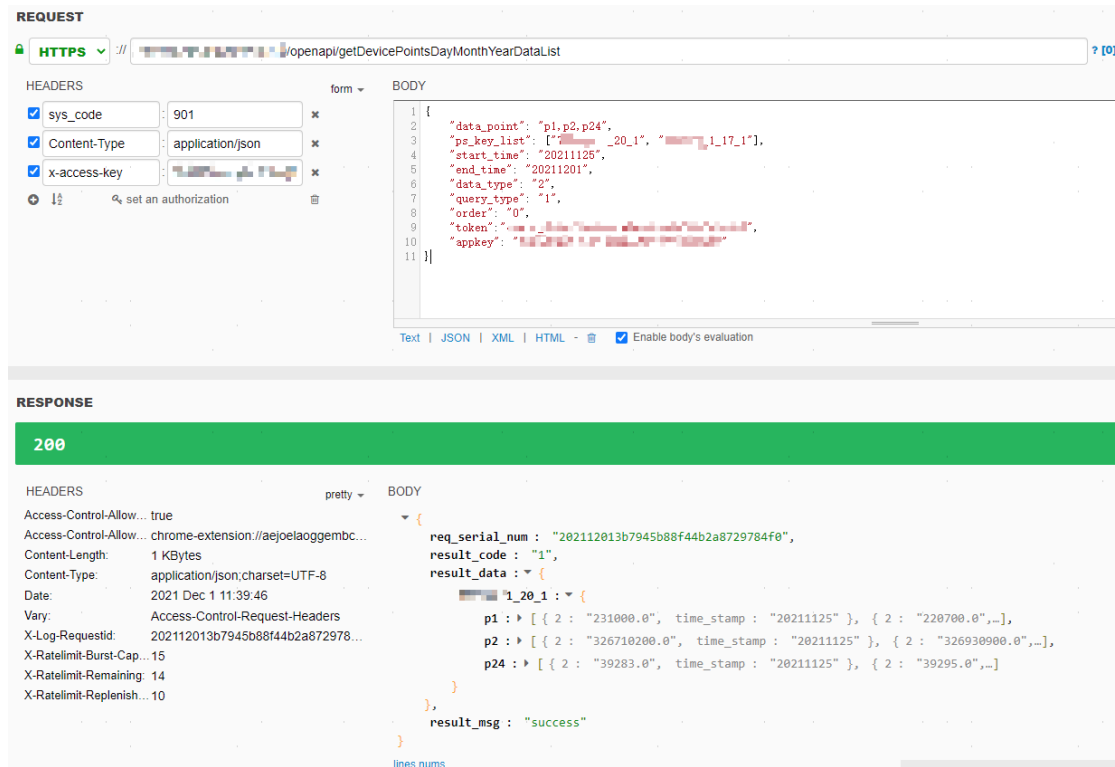 REQUEST
HTTPS :// /openapi/getDevicePointsDayMonthYearDataList ? [0]
HEADERS form
sys_code : 901
Content-Type : application/json
x-access-key :
set an authorization
BODY
1 {
2 "data_point": "p1,p2,p24",
3 "ps_key_list": [" _20_1", " _1_17_1"],
4 "start_time": "20211125",
5 "end_time": "20211201",
6 "data_type": "2",
7 "query_type": "1",
8 "order": "0",
9 "token":" ",
10 "appkey": " "
11 }
Text | JSON | XML | HTML - Enable body's evaluation
RESPONSE
200
HEADERS pretty
Access-Control-Allow... true
Access-Control-Allow... chrome-extension://aejoelaoggembc...
Content-Length: 1 KBytes
Content-Type: application/json;charset=UTF-8
Date: 2021 Dec 1 11:39:46
Vary: Access-Control-Request-Headers
X-Log-Requestid: 202112013b7945b88f44b2a872978...
X-Ratelimit-Burst-Cap... 15
X-Ratelimit-Remaining: 14
X-Ratelimit-Replenish... 10
BODY
{
req_serial_num : "202112013b7945b88f44b2a8729784f0",
result_code : "1",
result_data : {
1_20_1 : {
p1 : [ { 2 : "231000.0", time_stamp : "20211125" }, { 2 : "220700.0",…],
p2 : [ { 2 : "326710200.0", time_stamp : "20211125" }, { 2 : "326930900.0",…],
p24 : [ { 2 : "39283.0", time_stamp : "20211125" }, { 2 : "39295.0",…]
}
},
result_msg : "success"
}
lines nums